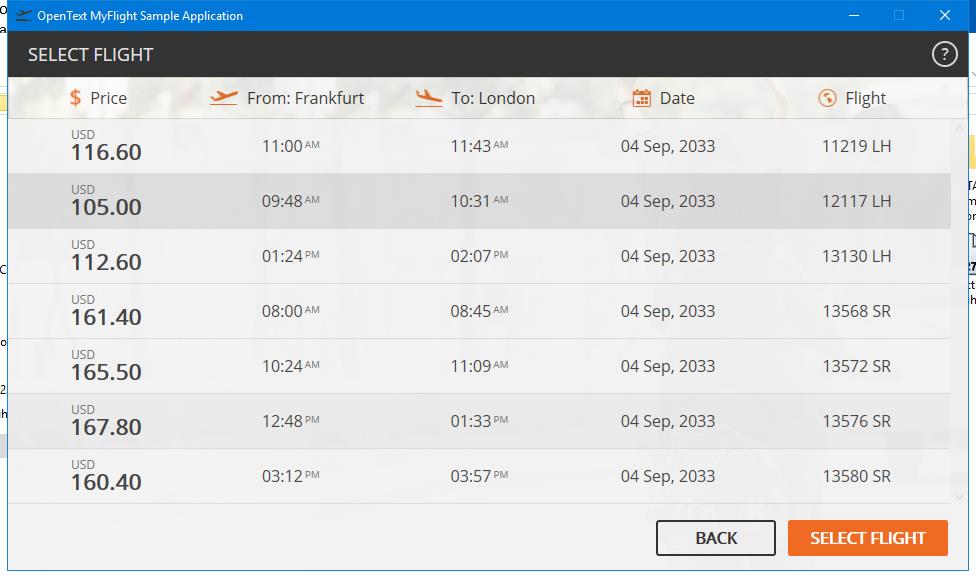 OpenText MyFlight Sample Application
SELECT FLIGHT ?
$ Price From: Frankfurt To: London Date Flight
USD
116.60 11:00 AM 11:43 AM 04 Sep, 2033 11219 LH
USD
105.00 09:48 AM 10:31 AM 04 Sep, 2033 12117 LH
USD
112.60 01:24 PM 02:07 PM 04 Sep, 2033 13130 LH
USD
161.40 08:00 AM 08:45 AM 04 Sep, 2033 13568 SR
USD
165.50 10:24 AM 11:09 AM 04 Sep, 2033 13572 SR
USD
167.80 12:48 PM 01:33 PM 04 Sep, 2033 13576 SR
USD
160.40 03:12 PM 03:57 PM 04 Sep, 2033 13580 SR
BACK SELECT FLIGHT